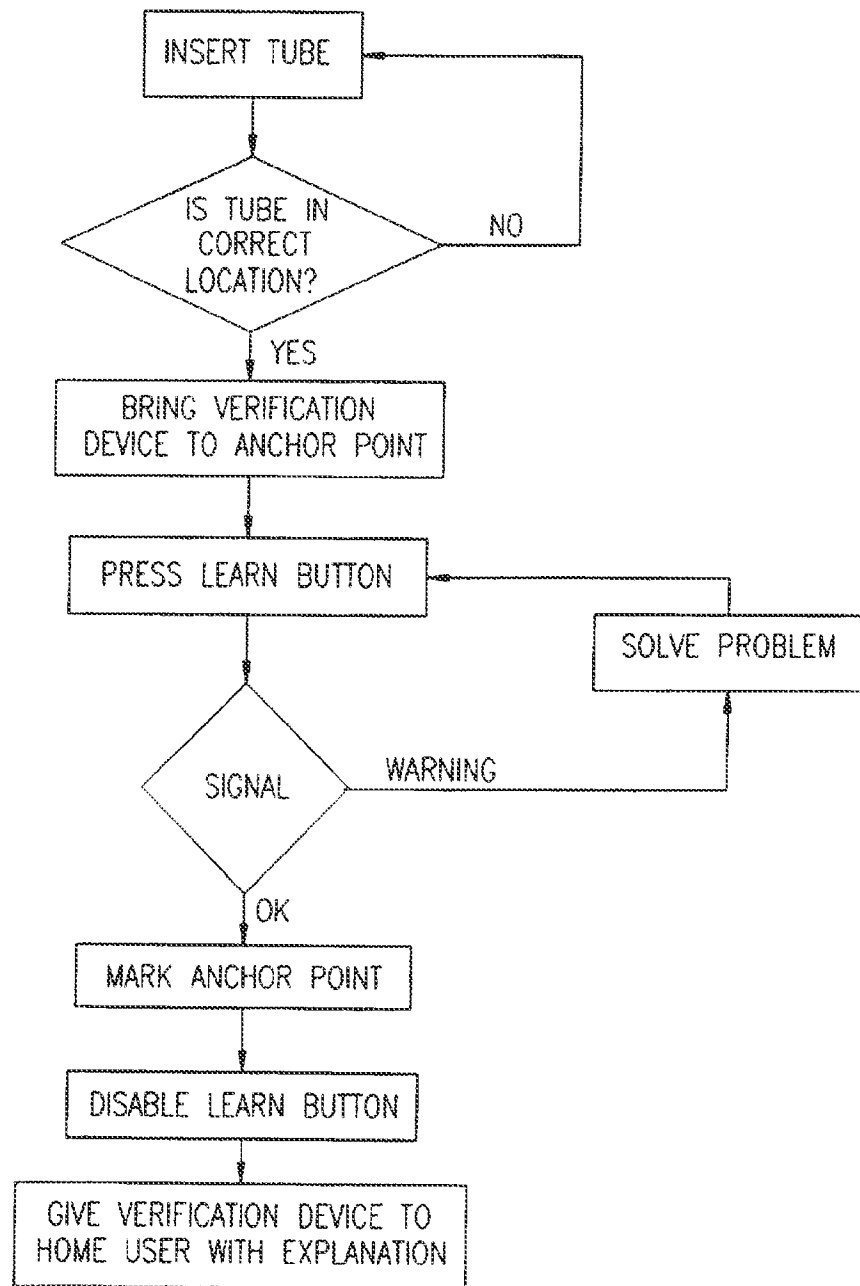 INSERT TUBE
IS TUBE IN
CORRECT
LOCATION?
NO
YES
BRING VERIFICATION
DEVICE TO ANCHOR POINT
PRESS LEARN BUTTON
SOLVE PROBLEM
SIGNAL
WARNING
OK
MARK ANCHOR POINT
DISABLE LEARN BUTTON
GIVE VERIFICATION DEVICE TO
HOME USER WITH EXPLANATION